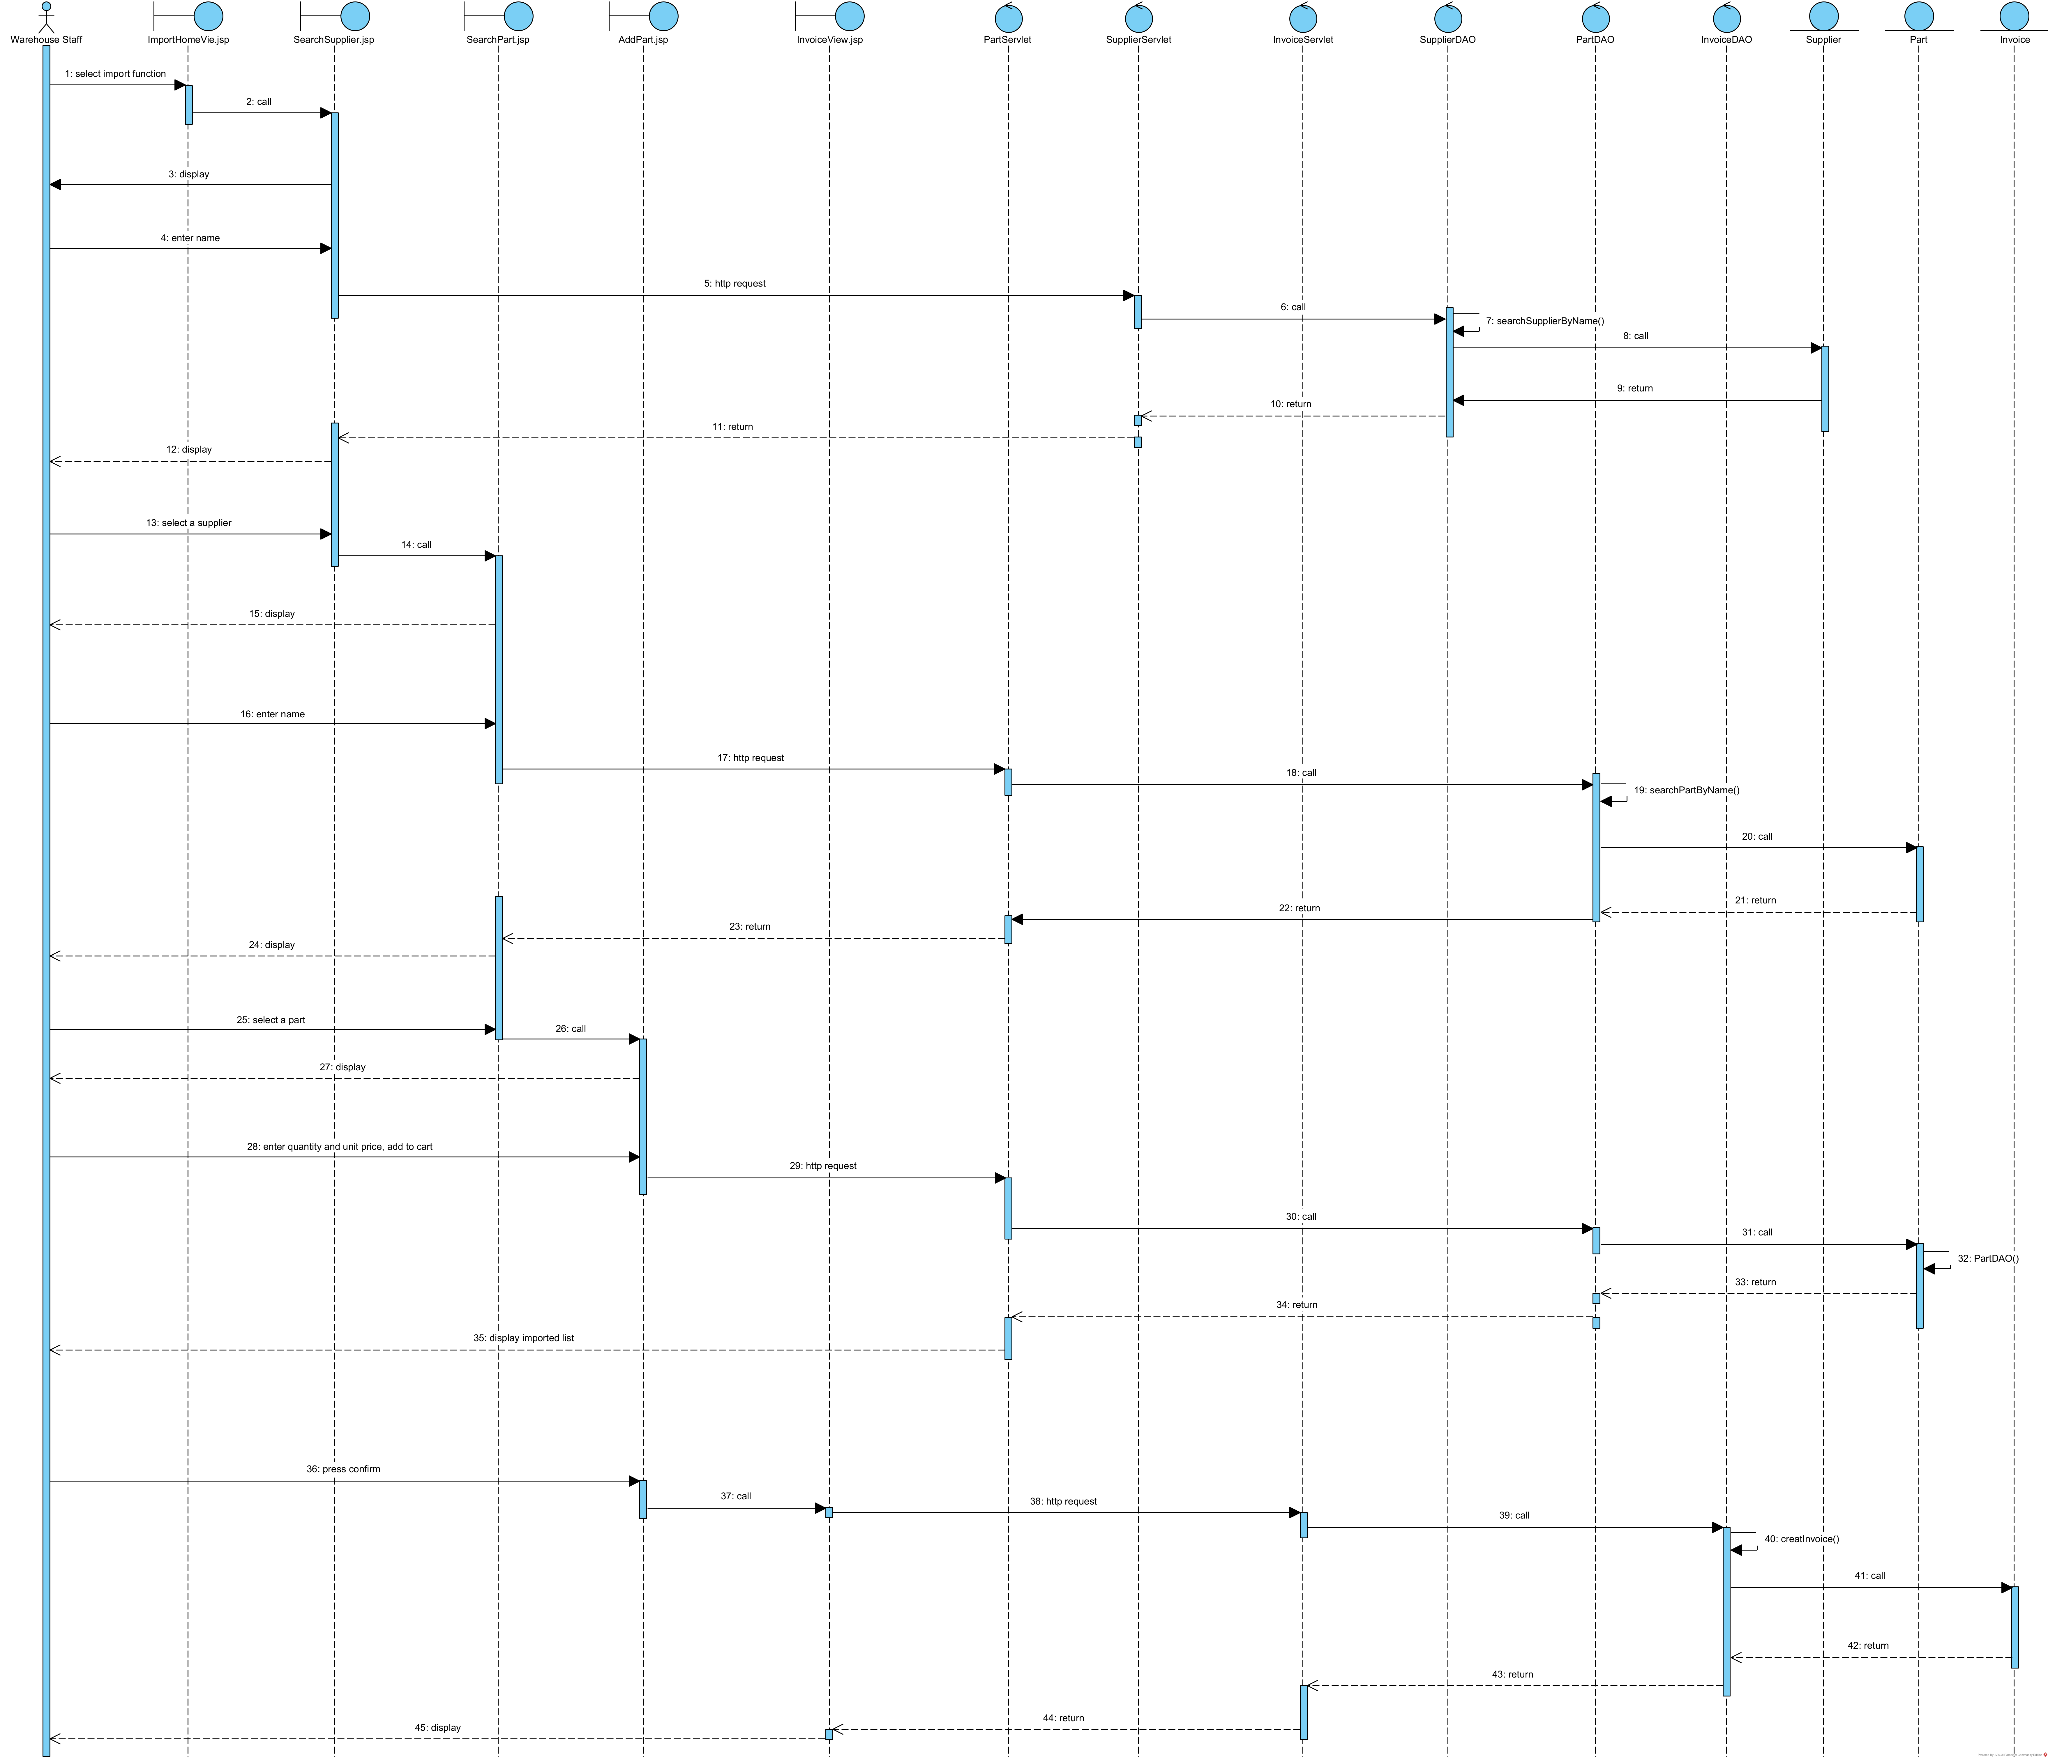 Warehouse Staff
ImportHomeVie.jsp
SearchSupplier.jsp
SearchPart.jsp
AddPart.jsp
InvoiceView.jsp
PartServlet
SupplierServlet
InvoiceServlet
SupplierDAO
PartDAO
InvoiceDAO
Supplier
Part
Invoice
1: select import function
2: call
3: display
4: enter name
5: http request
6: call
7: searchSupplierByName()
8: call
9: return
10: return
11: return
12: display
13: select a supplier
14: call
15: display
16: enter name
17: http request
18: call
19: searchPartByName()
20: call
21: return
22: return
23: return
24: display
25: select a part
26: call
27: display
28: enter quantity and unit price, add to cart
29: http request
30: call
31: call
32: PartDAO()
33: return
34: return
35: display imported list
36: press confirm
37: call
38: http request
39: call
40: creatInvoice()
41: call
42: return
43: return
44: return
45: display